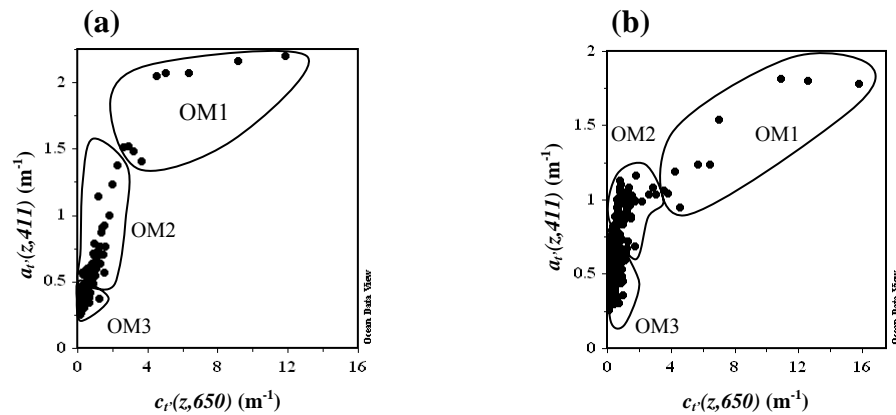 (a)
2
1.5
1
0.5
0
0 4 8 12 16
a_t'(z,411) (m⁻¹)
c_t'(z,650) (m⁻¹)
OM1
OM2
OM3
Ocean Data View
(b)
2
1.5
1
0.5
0
0 4 8 12 16
a_t'(z,411) (m⁻¹)
c_t'(z,650) (m⁻¹)
OM2
OM1
OM3
Ocean Data View